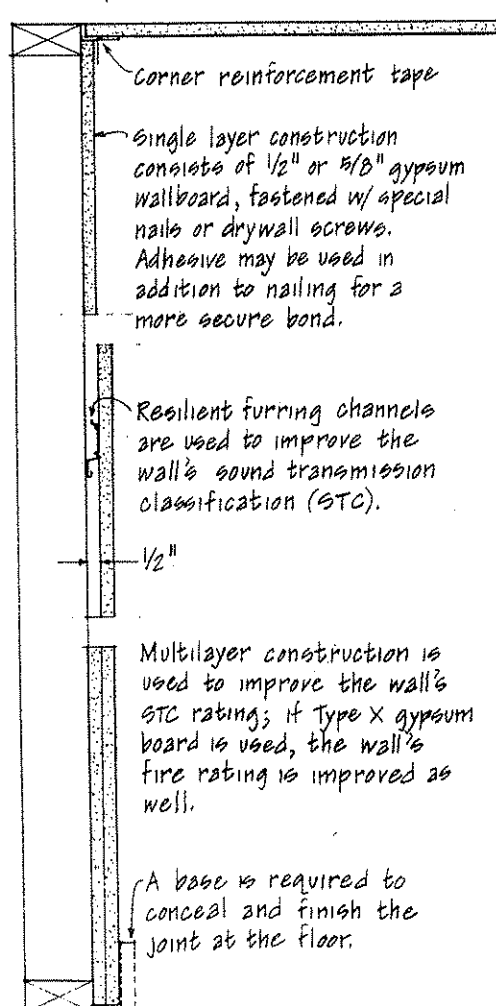 Corner reinforcement tape
Single layer construction
consists of 1/2" or 5/8" gypsum
wallboard, fastened w/ special
nails or drywall screws.
Adhesive may be used in
addition to nailing for a
more secure bond.
Resilient furring channels
are used to improve the
wall's sound transmission
classification (STC).
1/2"
Multilayer construction is
used to improve the wall's
STC rating; if Type X gypsum
board is used, the wall's
fire rating is improved as
well.
A base is required to
conceal and finish the
joint at the floor.